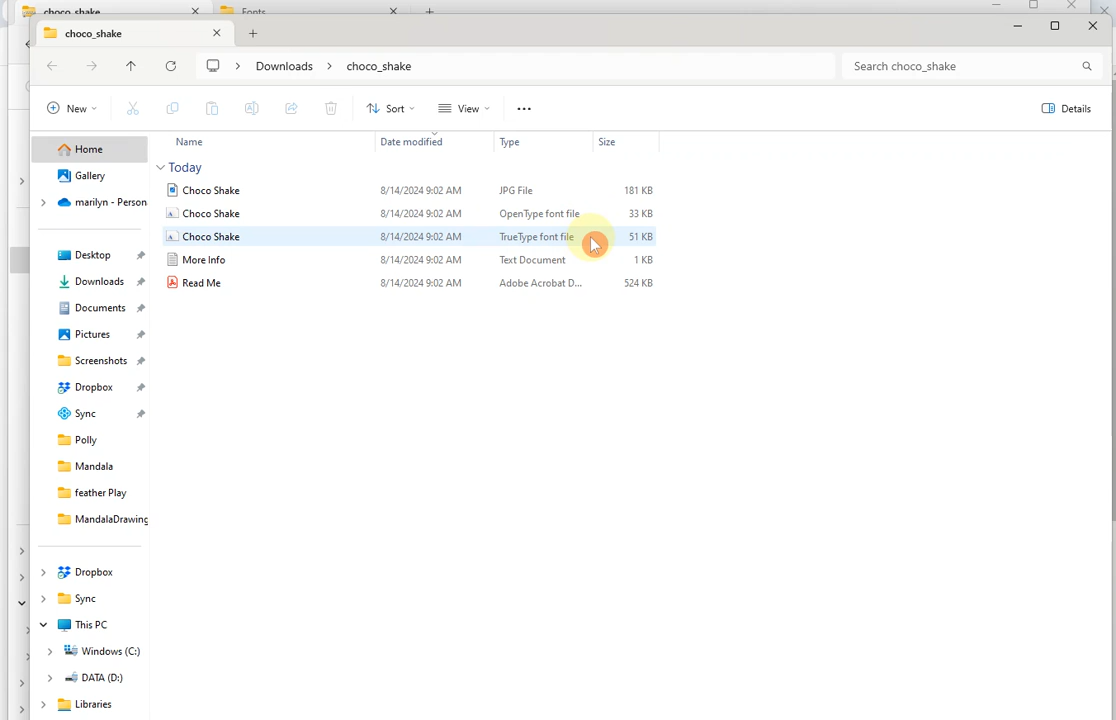 choco_shake
Fonts
choco_shake
Downloads > choco_shake
Search choco_shake
New
Sort
View
Details
Name
Date modified
Type
Size
Today
Choco Shake 8/14/2024 9:02 AM JPG File 181 KB
Choco Shake 8/14/2024 9:02 AM OpenType font file 33 KB
Choco Shake 8/14/2024 9:02 AM TrueType font file 51 KB
More Info 8/14/2024 9:02 AM Text Document 1 KB
Read Me 8/14/2024 9:02 AM Adobe Acrobat D... 524 KB
Home
Gallery
marilyn - Person
Desktop
Downloads
Documents
Pictures
Screenshots
Dropbox
Sync
Polly
Mandala
feather Play
MandalaDrawing
Dropbox
Sync
This PC
Windows (C:)
DATA (D:)
Libraries